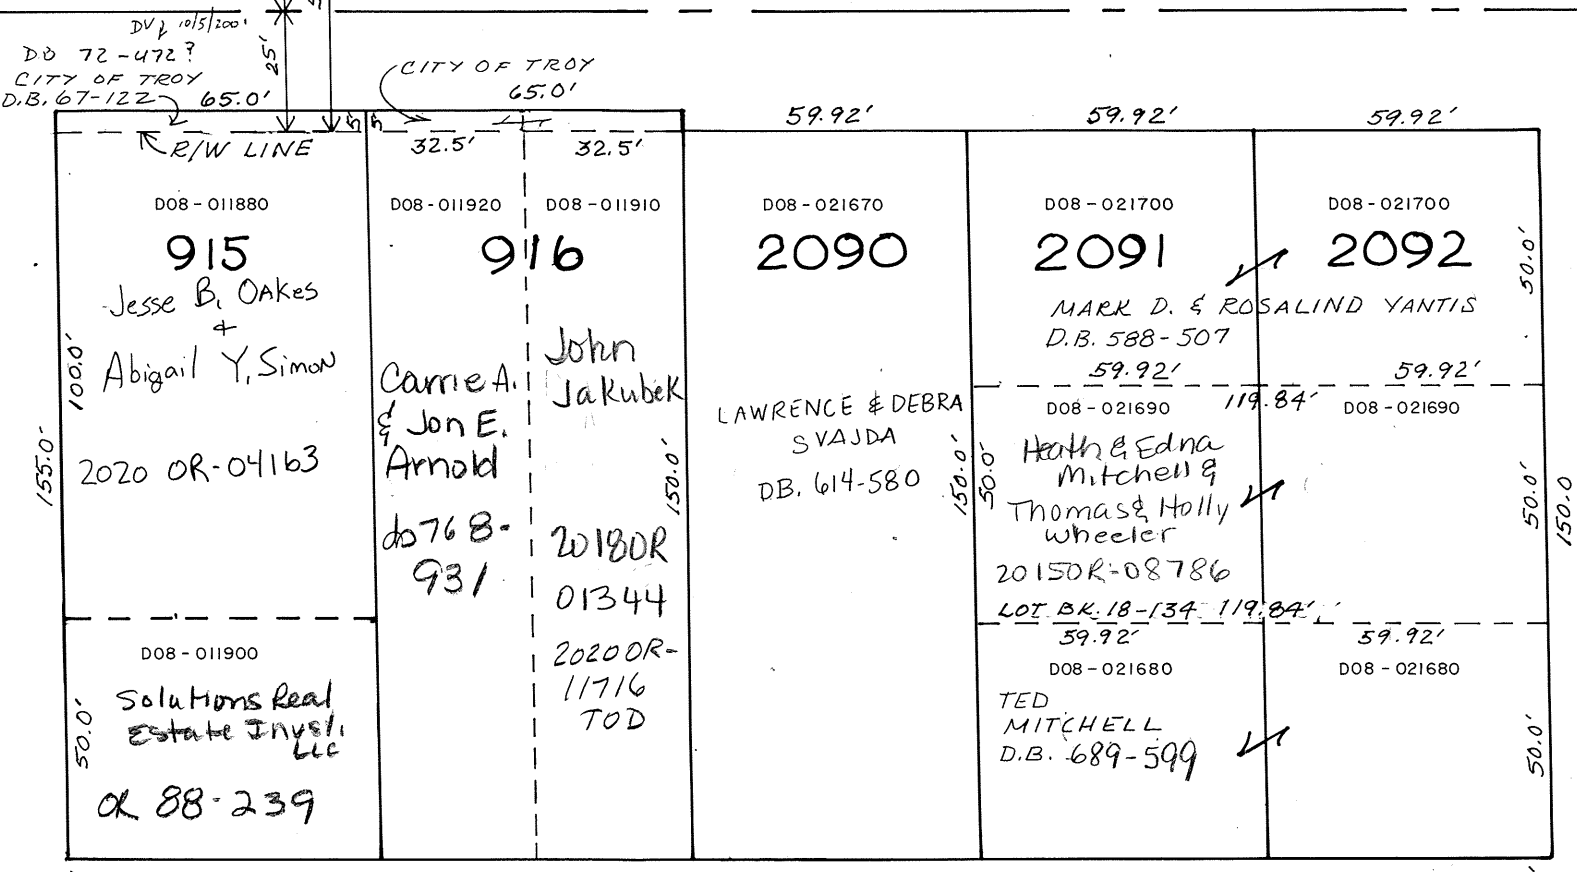 DVJ 10/5/2001
25'
DB 72-472?
CITY OF TROY
D.B. 67-122
65.0'
CITY OF TROY
65.0'
59.92'
59.92'
59.92'
5
5
R/W LINE
32.5'
32.5'
D08-011880
915
Jesse B. OAKes
&
Abigail Y. Simon
100.0'
155.0'
2020 OR-04163
D08-011900
Solutions Real
Estate Invst.
LLC
50.0'
OR 88-239
D08-011920
D08-011910
916
Carrie A.
& Jon E.
Arnold
db 768-
931
John
Jakubek
150.0'
2018OR
01344
2020OR-
11716
TOD
D08-021670
2090
LAWRENCE & DEBRA
SVAJDA
DB. 614-580
150.0'
D08-021700
2091
D08-021700
2092
50.0'
MARK D. & ROSALIND YANTIS
D.B. 588-507
59.92'
59.92'
119.84'
D08-021690
D08-021690
50.0'
Heath & Edna
Mitchell &
Thomas & Holly
Wheeler
2015OR-08786
LOT BK. 18-134 119.84'
50.0'
150.0
59.92'
59.92'
D08-021680
D08-021680
TED
MITCHELL
D.B. 689-599
50.0'